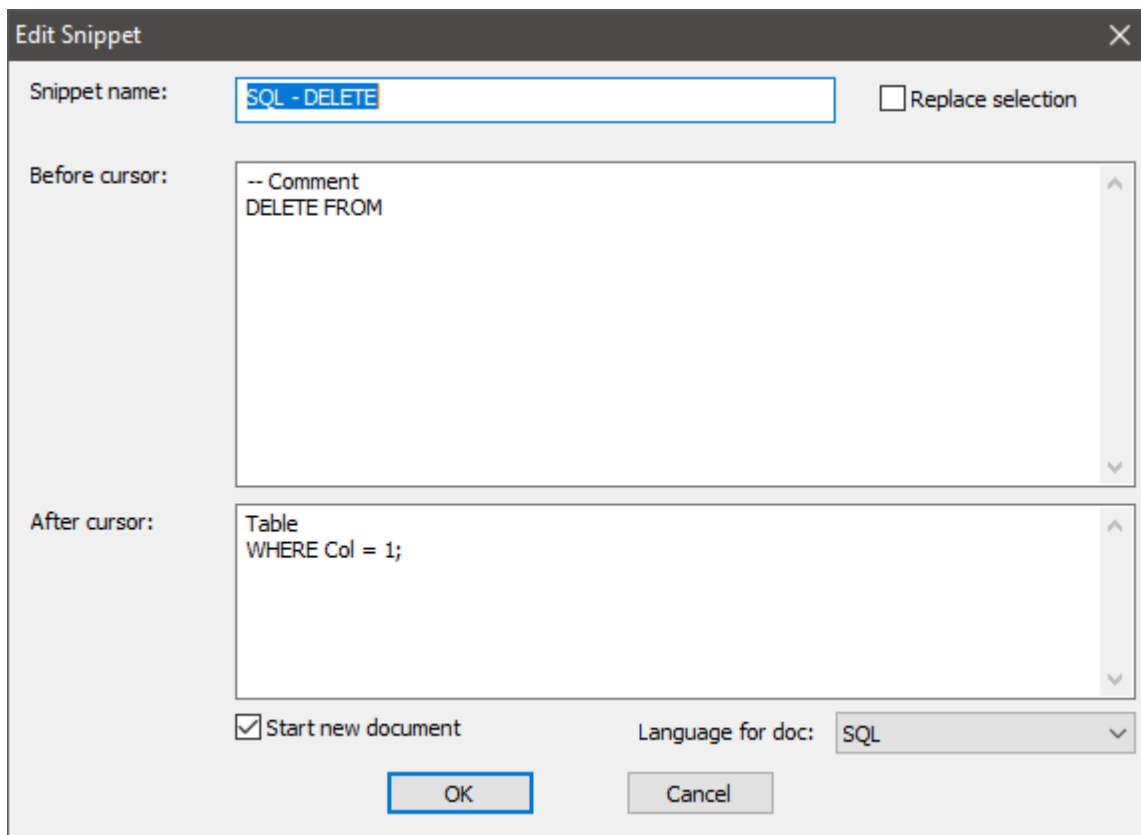 Edit Snippet
Snippet name:
SQL - DELETE
Replace selection
Before cursor:
-- Comment
DELETE FROM
After cursor:
Table
WHERE Col = 1;
Start new document
Language for doc:
SQL
OK
Cancel